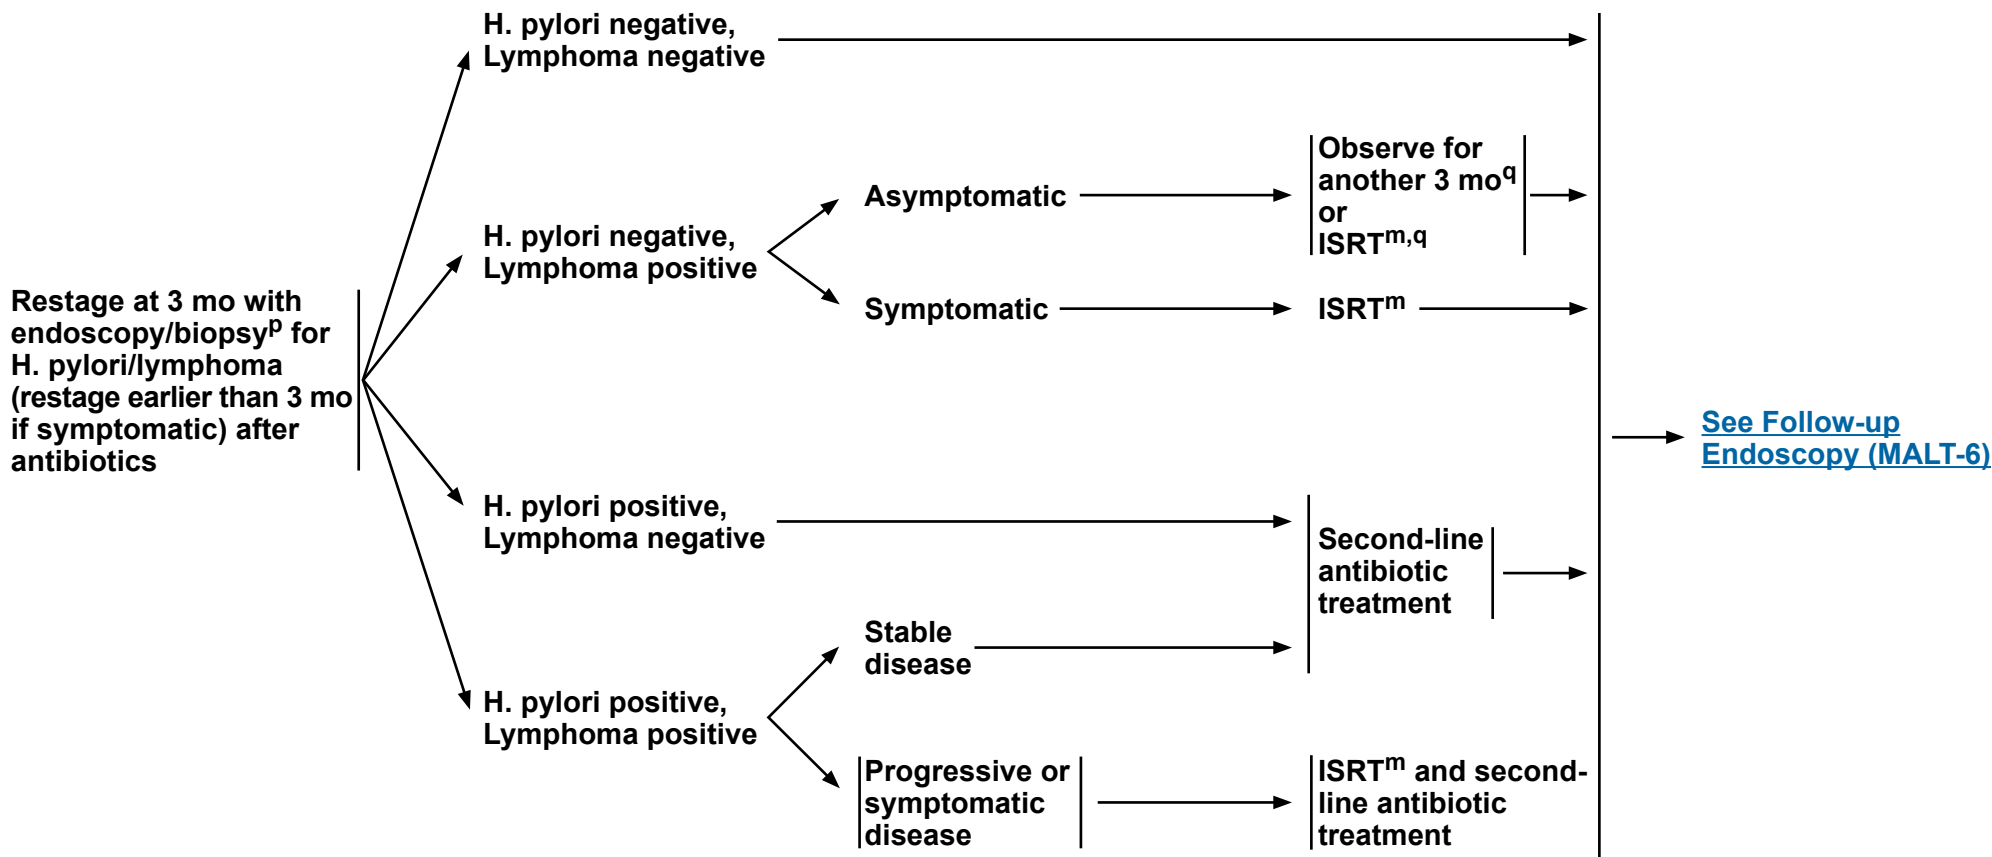 Restage at 3 mo with
endoscopy/biopsyp for
H. pylori/lymphoma
(restage earlier than 3 mo
if symptomatic) after
antibiotics
H. pylori negative,
Lymphoma negative
H. pylori negative,
Lymphoma positive
Asymptomatic
Observe for
another 3 moq
or
ISRTm,q
Symptomatic
ISRTm
H. pylori positive,
Lymphoma negative
Second-line
antibiotic
treatment
H. pylori positive,
Lymphoma positive
Stable
disease
Progressive or
symptomatic
disease
ISRTm and second-
line antibiotic
treatment
See Follow-up
Endoscopy (MALT-6)